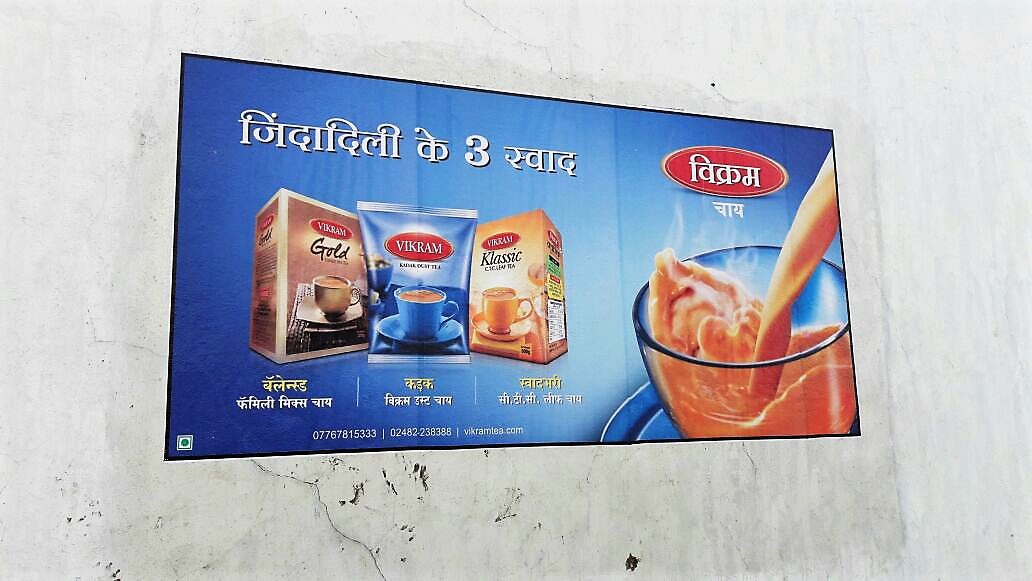 जिंदादिली के 3 स्वाद
विक्रम
चाय
VIKRAM
Gold
VIKRAM
KADAK DUST TEA
VIKRAM
Klassic
C.T.C. LEAF TEA
बॅलेन्स्ड
फॅमिली मिक्स चाय
कड़क
विक्रम डस्ट चाय
स्वादभरी
सी.टी.सी. लीफ चाय
07767815333 | 02482-238388 | vikramtea.com